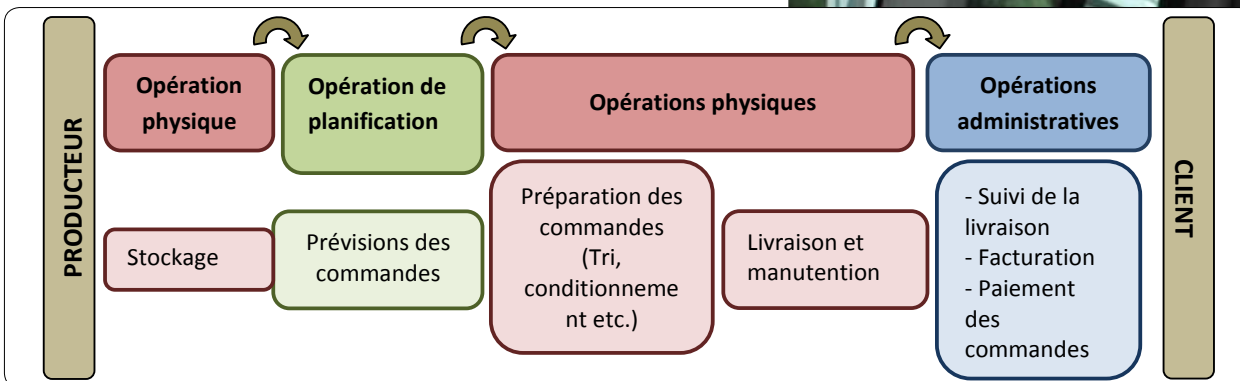 PRODUCTEUR
Opération
physique
Opération de
planification
Opérations physiques
Opérations
administratives
Stockage
Prévisions des
commandes
Préparation des
commandes
(Tri,
conditionneme
nt etc.)
Livraison et
manutention
- Suivi de la
livraison
- Facturation
- Paiement
des
commandes
CLIENT